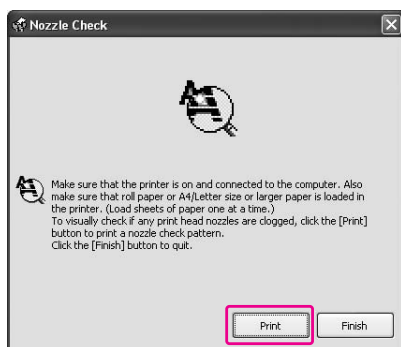 Nozzle Check
Make sure that the printer is on and connected to the computer. Also
make sure that roll paper or A4/Letter size or larger paper is loaded in
the printer. (Load sheets of paper one at a time.)
To visually check if any print head nozzles are clogged, click the [Print]
button to print a nozzle check pattern.
Click the [Finish] button to quit.
Print
Finish